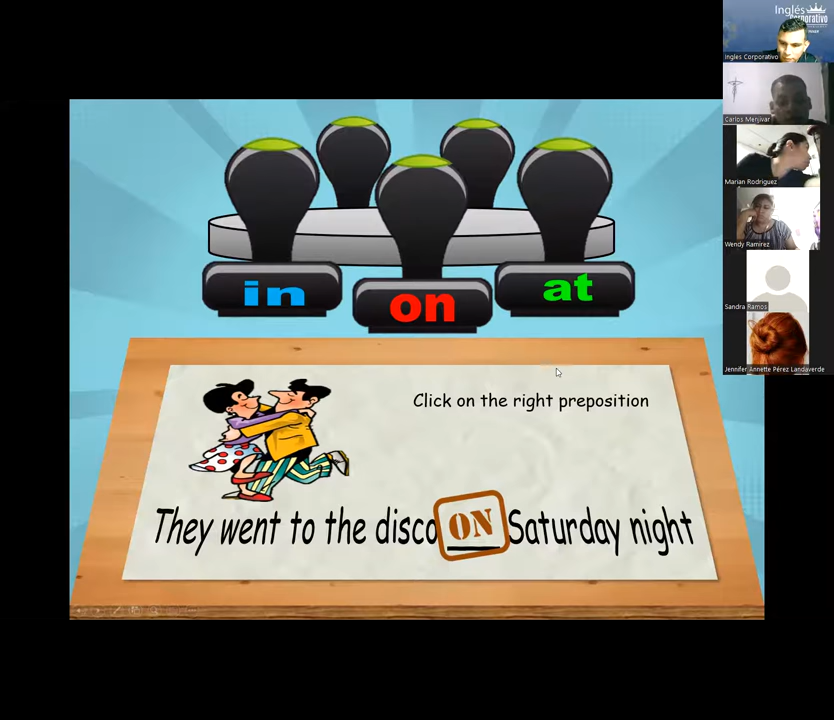 Inglés
Corporativo
Ingles Corporativo
Carlos Menjivar
Marian Rodriguez
Wendy Ramirez
Sandra Ramos
Jennifer Annette Pérez Landaverde
in
on
at
Click on the right preposition
They went to the disco ON Saturday night